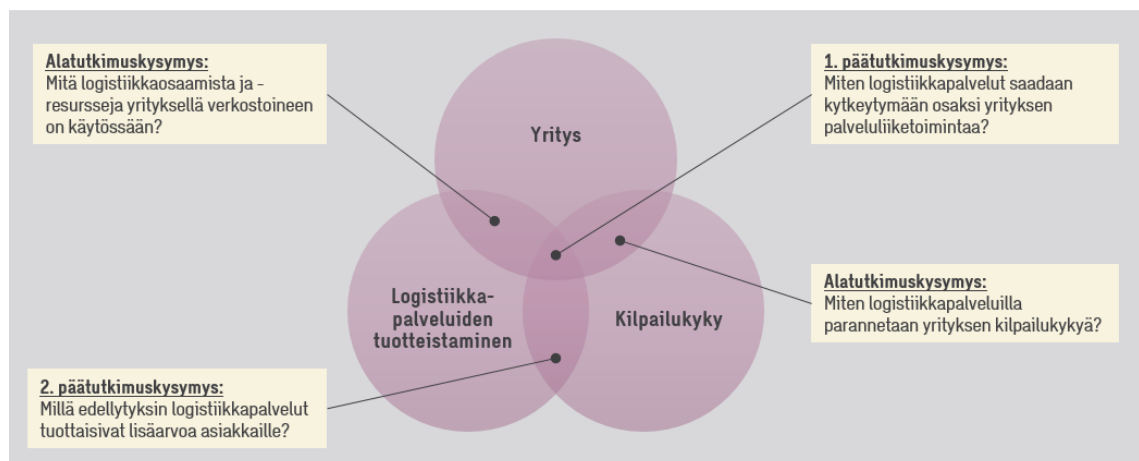 Alatutkimuskysymys:
Mitä logistiikkaosaamista ja -
resursseja yrityksellä verkostoineen
on käytössään?
1. päätutkimuskysymys:
Miten logistiikkapalvelut saadaan
kytkeytymään osaksi yrityksen
palveluliiketoimintaa?
Yritys
Logistiikka-
palveluiden
tuotteistaminen
Kilpailukyky
Alatutkimuskysymys:
Miten logistiikkapalveluilla
parannetaan yrityksen kilpailukykyä?
2. päätutkimuskysymys:
Millä edellytyksin logistiikkapalvelut
tuottaisivat lisäarvoa asiakkaille?